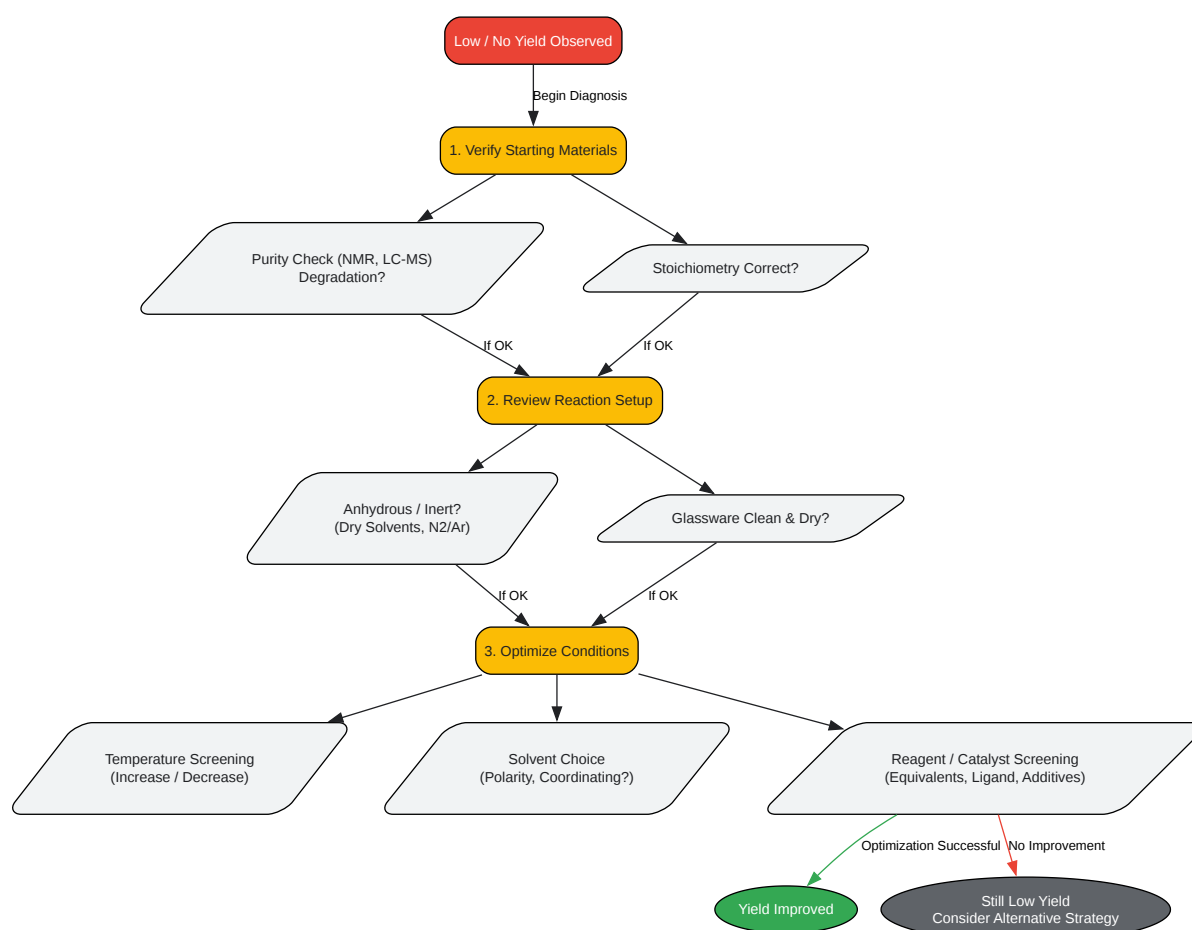 Low / No Yield Observed
Begin Diagnosis
1. Verify Starting Materials
Purity Check (NMR, LC-MS)
Degradation?
Stoichiometry Correct?
If OK
If OK
2. Review Reaction Setup
Anhydrous / Inert?
(Dry Solvents, N2/Ar)
Glassware Clean & Dry?
If OK
If OK
3. Optimize Conditions
Temperature Screening
(Increase / Decrease)
Solvent Choice
(Polarity, Coordinating?)
Reagent / Catalyst Screening
(Equivalents, Ligand, Additives)
Optimization Successful
No Improvement
Yield Improved
Still Low Yield
Consider Alternative Strategy